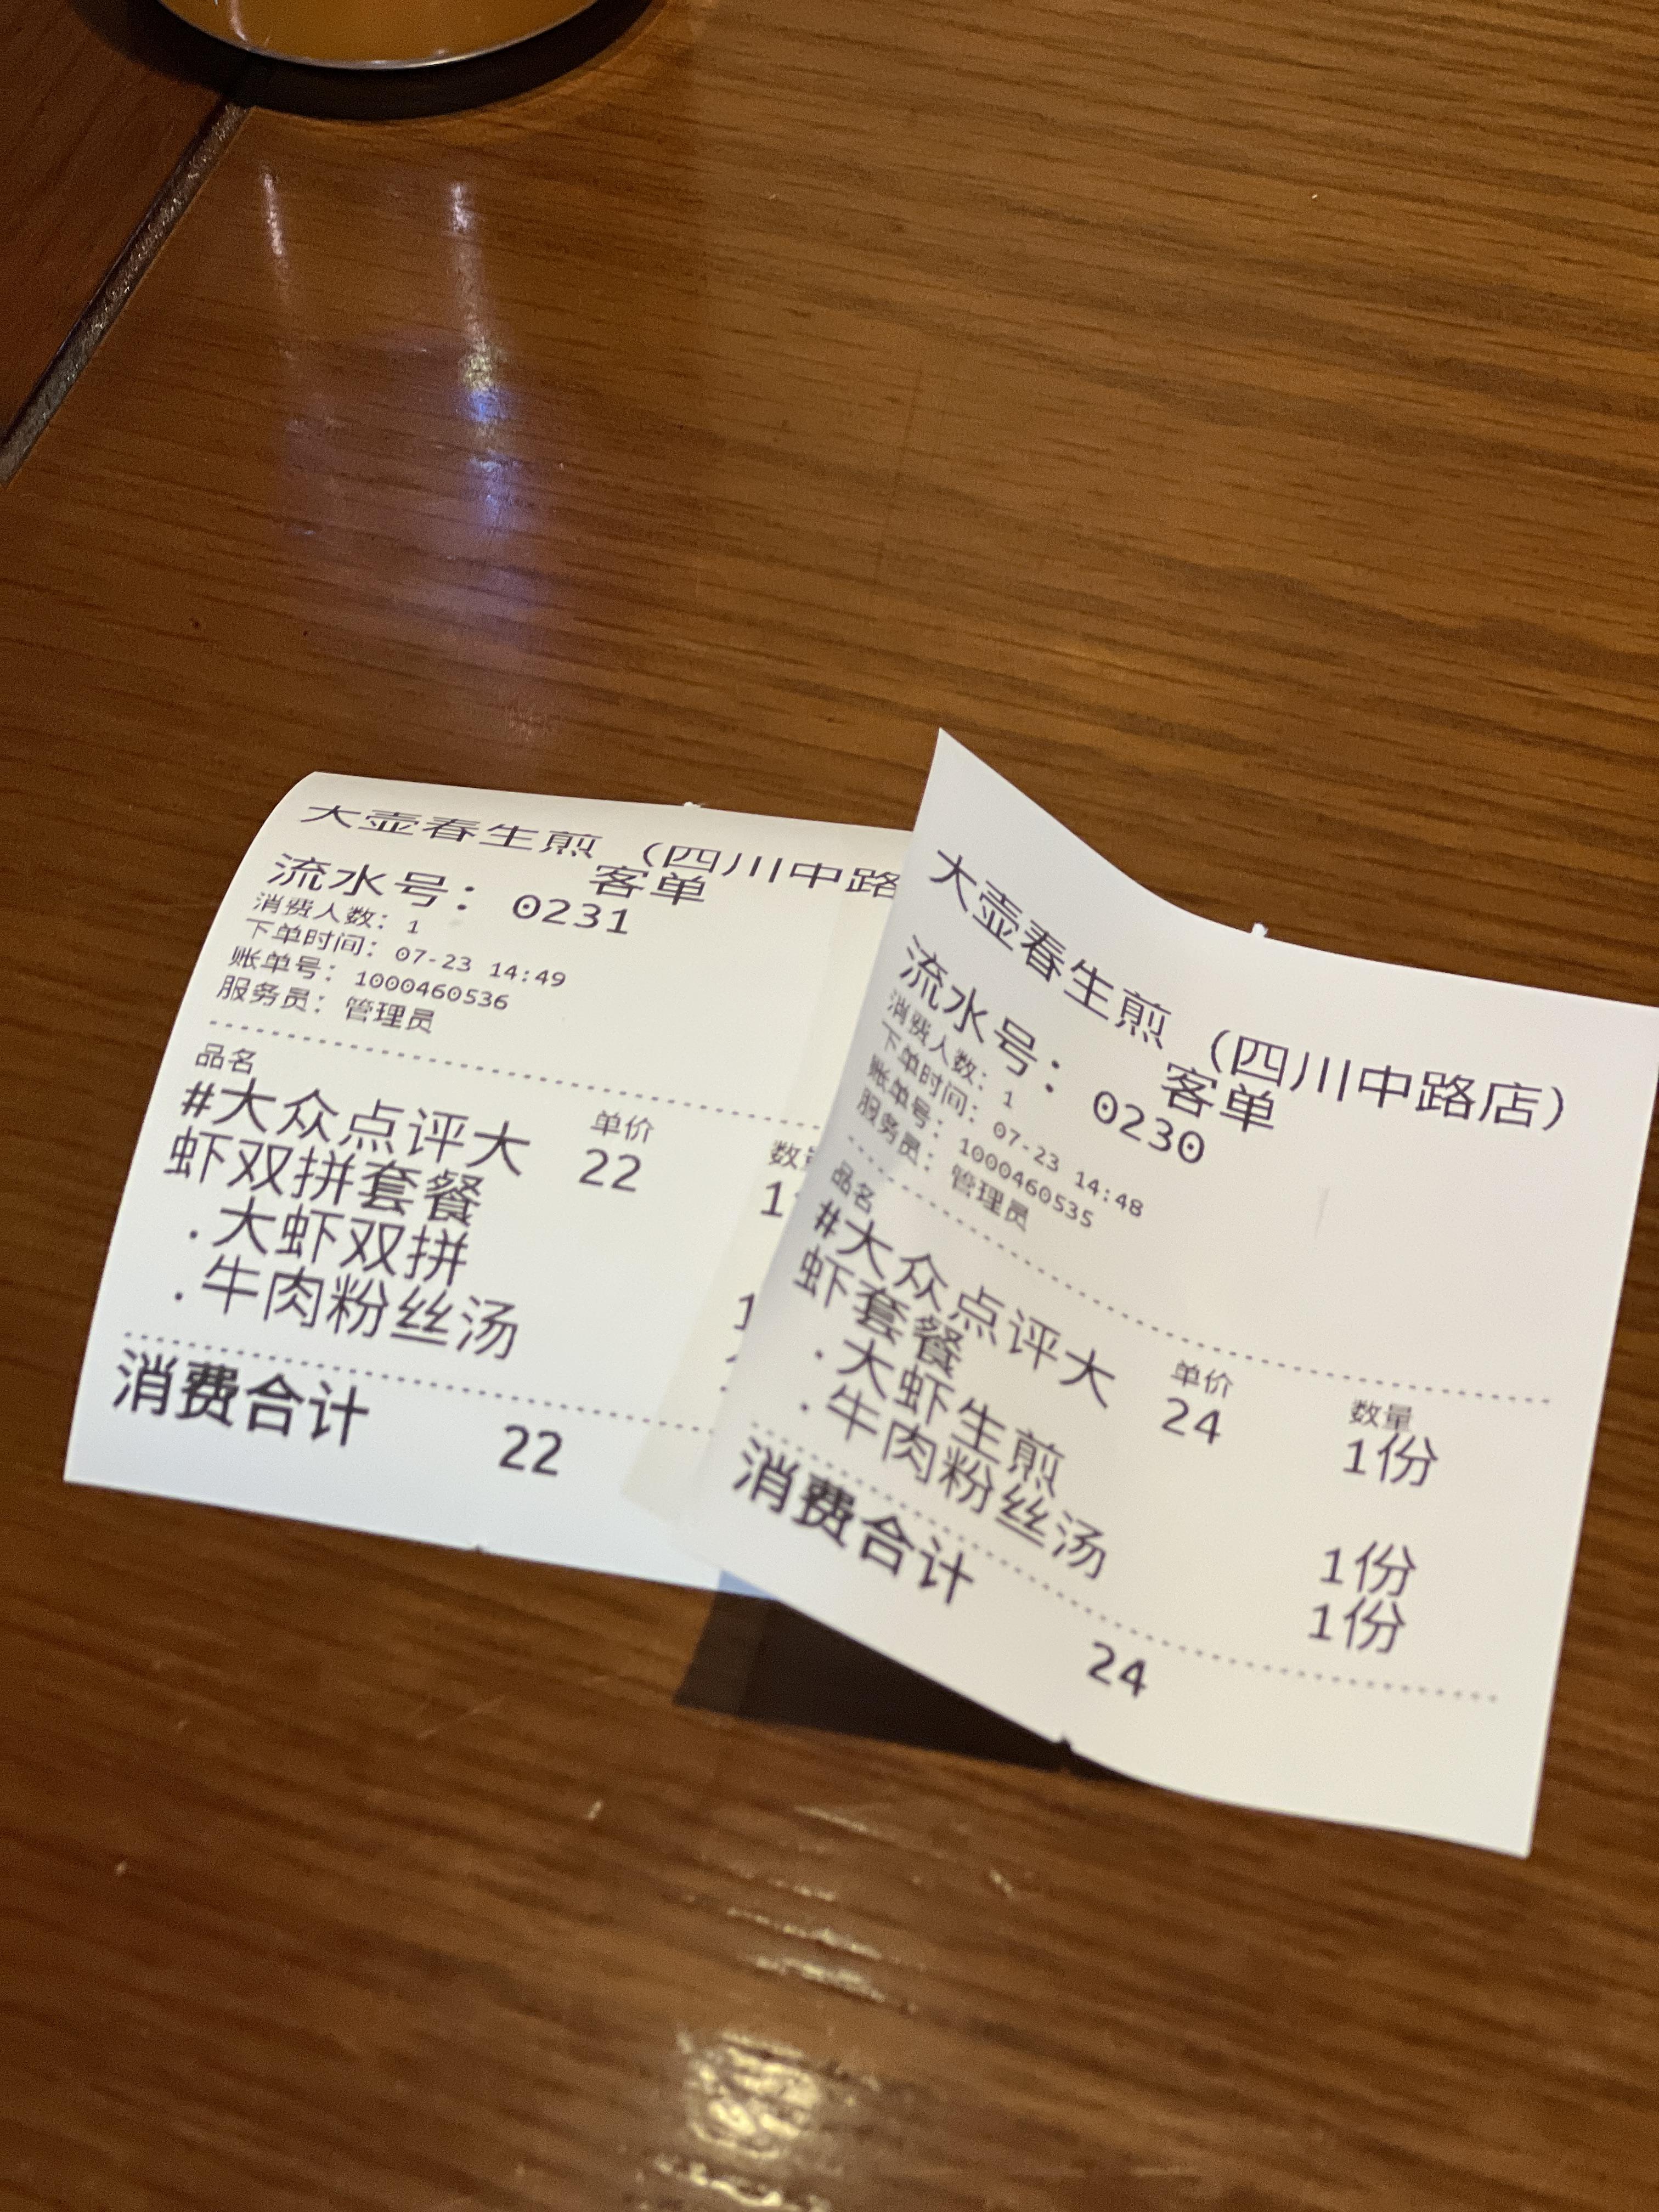 大壶春生煎（四川中路
客单
流水号：0231
消费人数：1
下单时间：07-23 14:49
账单号：1000460536
服务员：管理员
品名 单价
#大众点评大 22 1
虾双拼套餐
.大虾双拼 1
.牛肉粉丝汤
消费合计 22
大壶春生煎（四川中路店）
客单
流水号：0230
消费人数：1
下单时间：07-23 14:48
账单号：1000460535
服务员：管理员
品名 单价 数量
#大众点评大 24 1份
虾套餐
.大虾生煎 1份
.牛肉粉丝汤 1份
消费合计 24